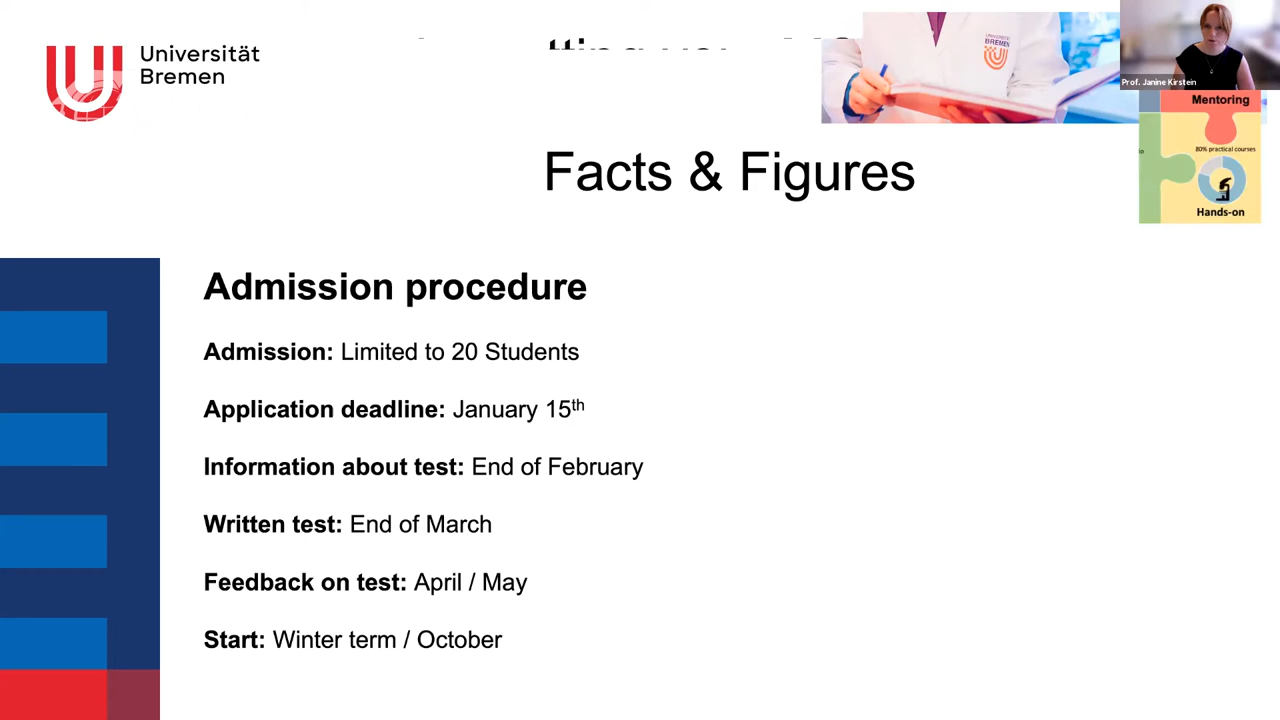 Universität
Bremen
UNIVERSITÄT
BREMEN
Prof. Janine Kirstein
Mentoring
80% practical courses
Hands-on
Facts & Figures
Admission procedure
Admission: Limited to 20 Students
Application deadline: January 15th
Information about test: End of February
Written test: End of March
Feedback on test: April / May
Start: Winter term / October